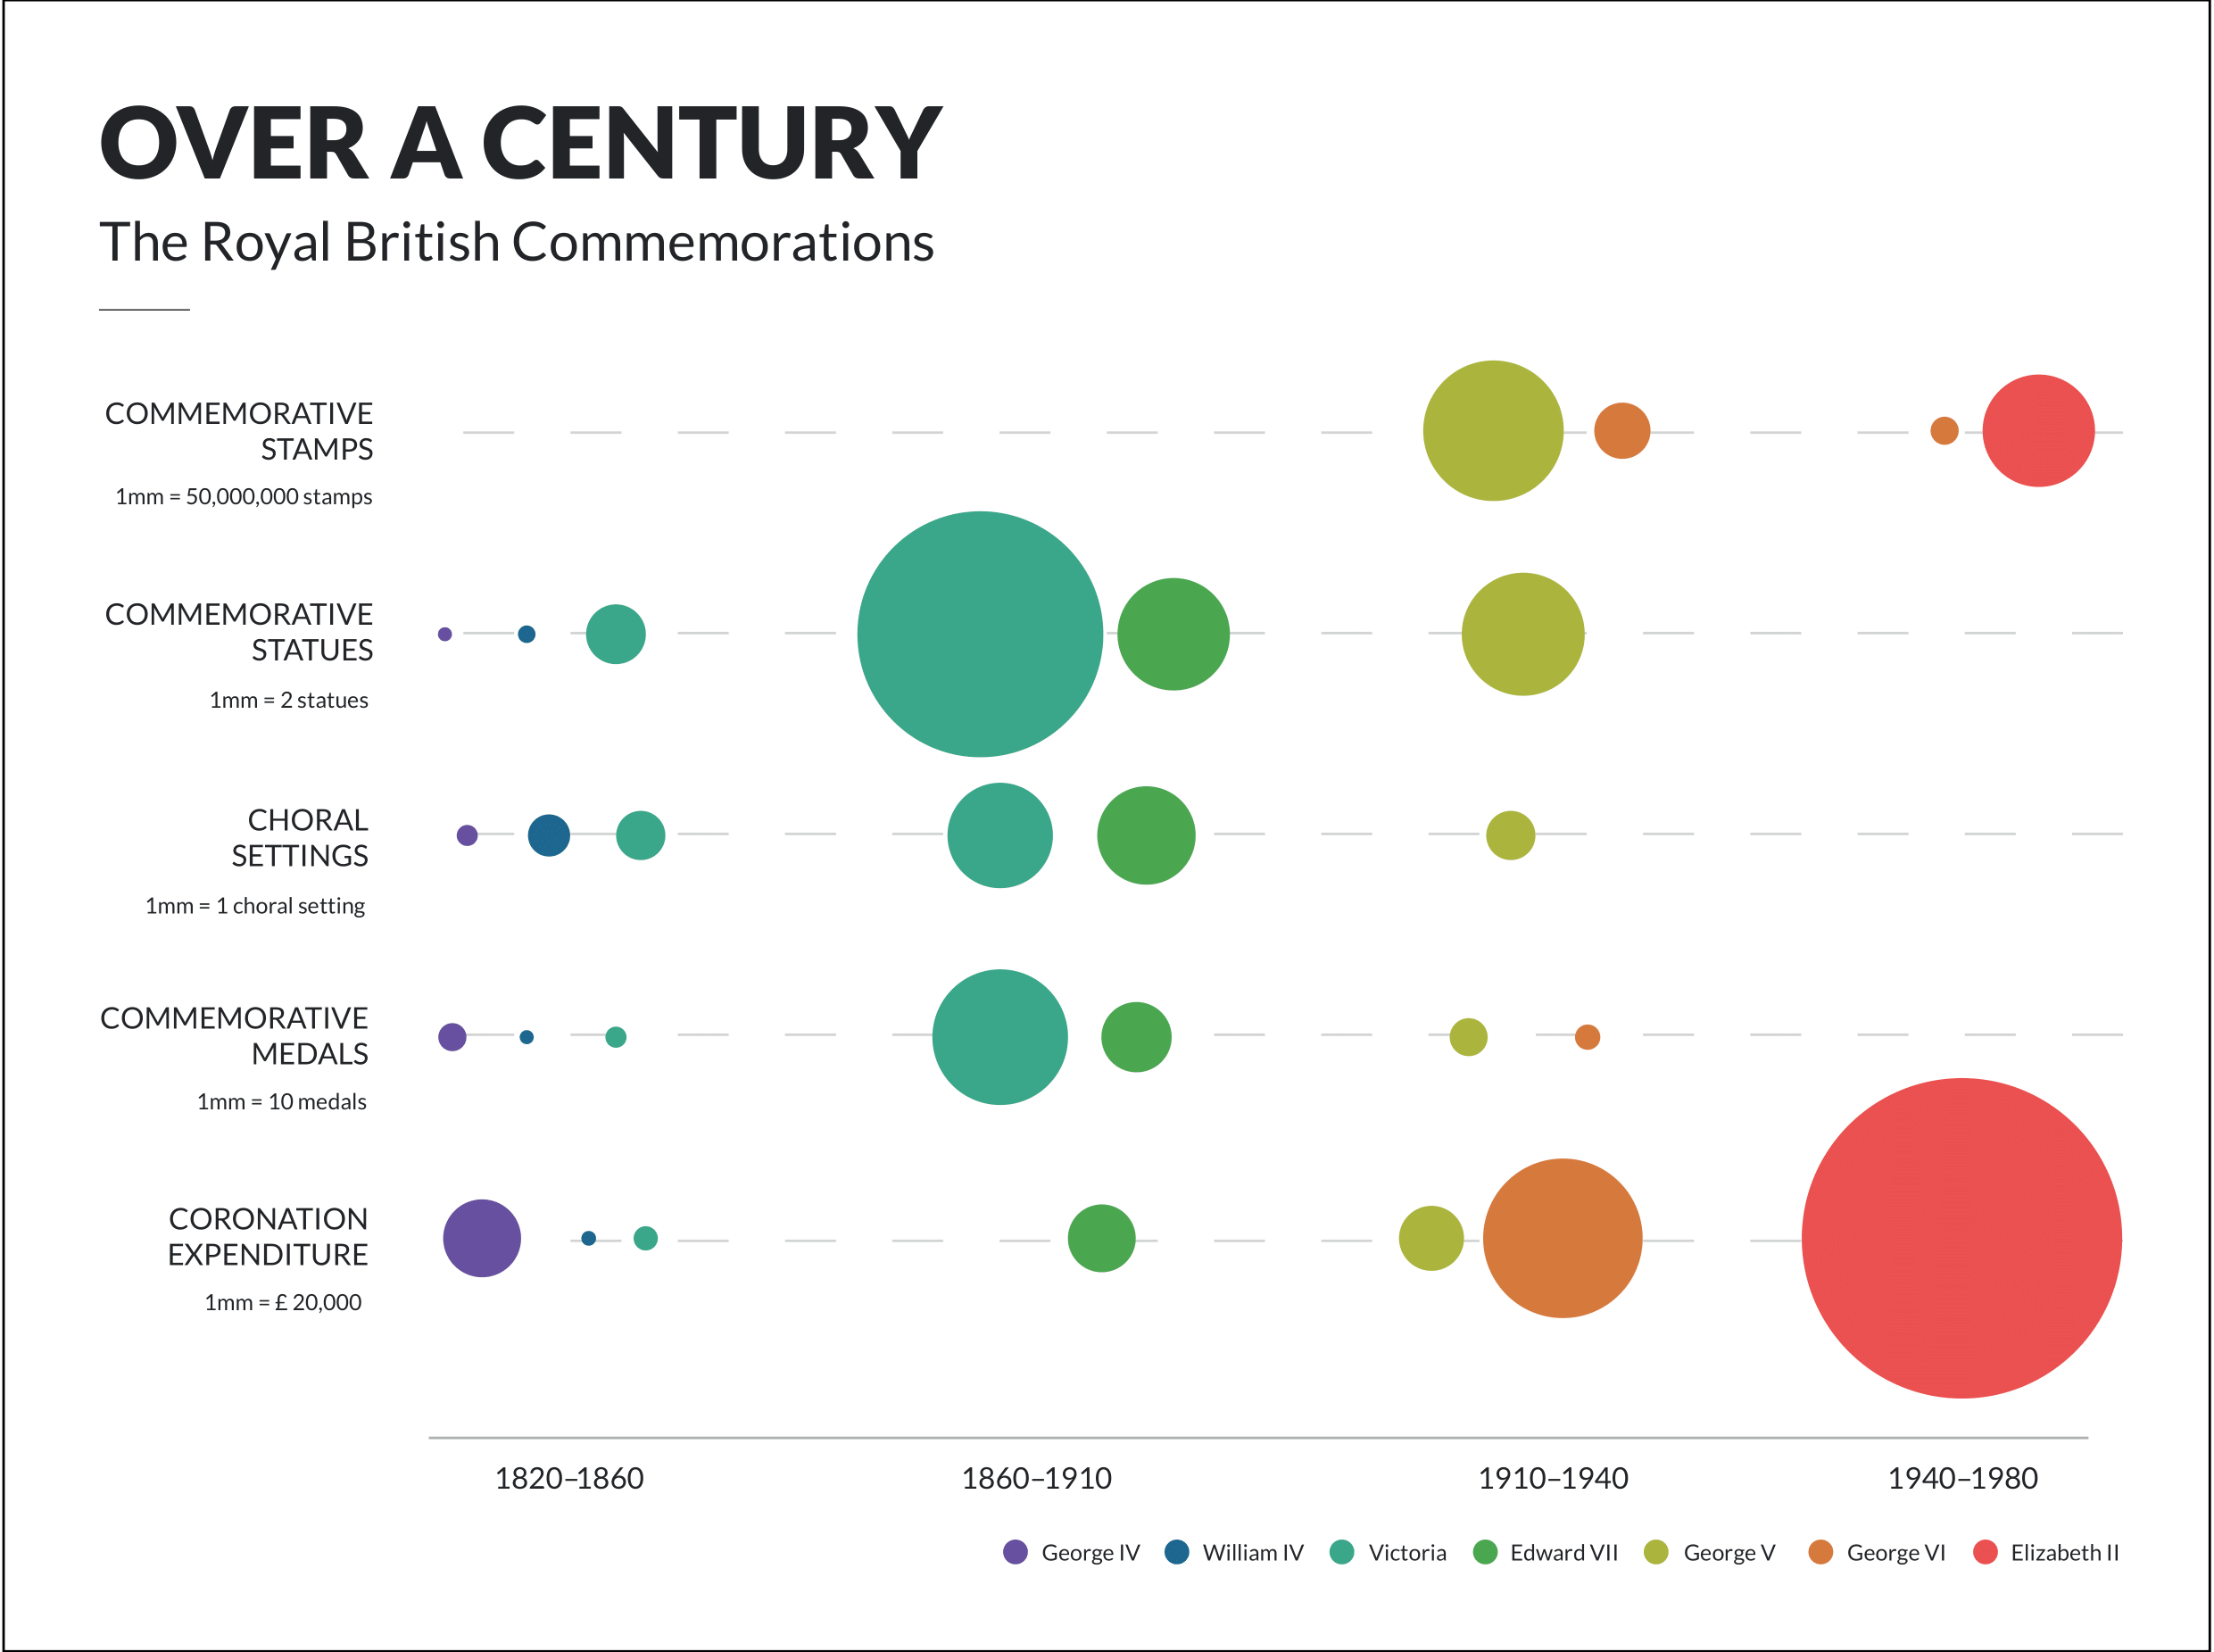 OVER A CENTURY
The Royal British Commemorations
COMMEMORATIVE
STAMPS
1mm = 50,000,000 stamps
COMMEMORATIVE
STATUES
1mm = 2 statues
CHORAL
SETTINGS
1mm = 1 choral setting
COMMEMORATIVE
MEDALS
1mm = 10 medals
CORONATION
EXPENDITURE
1mm = £ 20,000
1820–1860 1860–1910 1910–1940 1940–1980
George IV William IV Victoria Edward VII George V George VI Elizabeth II